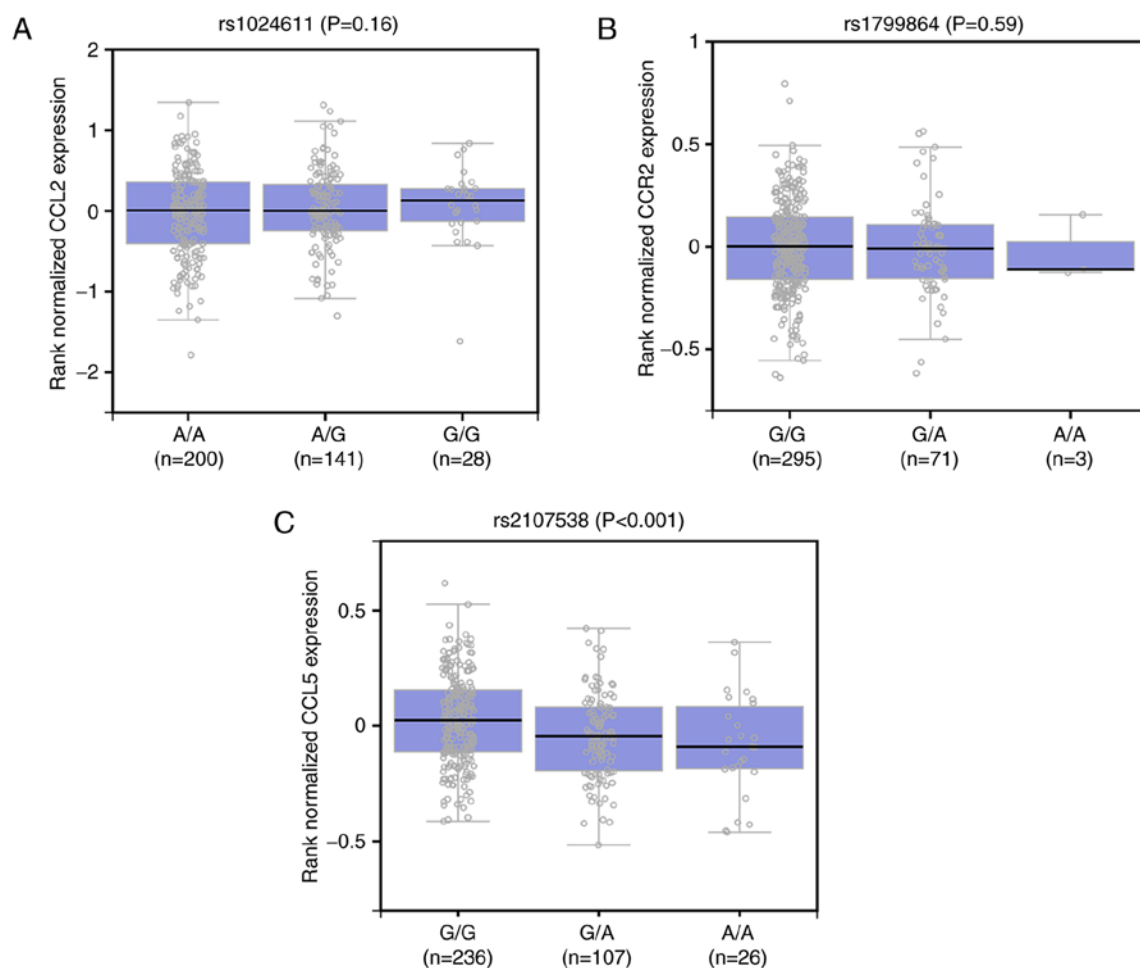 A
rs1024611 (P=0.16)
Rank normalized CCL2 expression
2
1
0
−1
−2
A/A
(n=200)
A/G
(n=141)
G/G
(n=28)
B
rs1799864 (P=0.59)
Rank normalized CCR2 expression
1
0.5
0
−0.5
G/G
(n=295)
G/A
(n=71)
A/A
(n=3)
C
rs2107538 (P<0.001)
Rank normalized CCL5 expression
0.5
0
−0.5
G/G
(n=236)
G/A
(n=107)
A/A
(n=26)